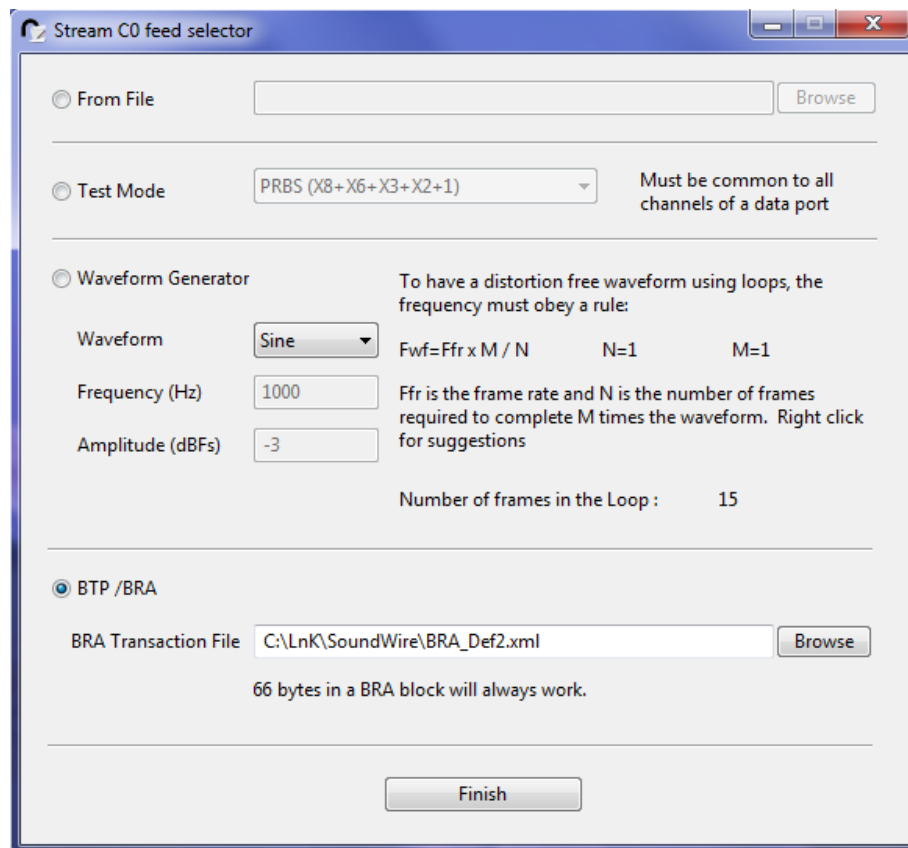 Stream C0 feed selector
From File
Browse
Test Mode
PRBS (X8+X6+X3+X2+1)
Must be common to all
channels of a data port
Waveform Generator
To have a distortion free waveform using loops, the
frequency must obey a rule:
Waveform
Sine
Fwf=Ffr x M / N N=1 M=1
Frequency (Hz)
1000
Ffr is the frame rate and N is the number of frames
required to complete M times the waveform. Right click
for suggestions
Amplitude (dBFs)
-3
Number of frames in the Loop : 15
BTP /BRA
BRA Transaction File
C:\LnK\SoundWire\BRA_Def2.xml
Browse
66 bytes in a BRA block will always work.
Finish